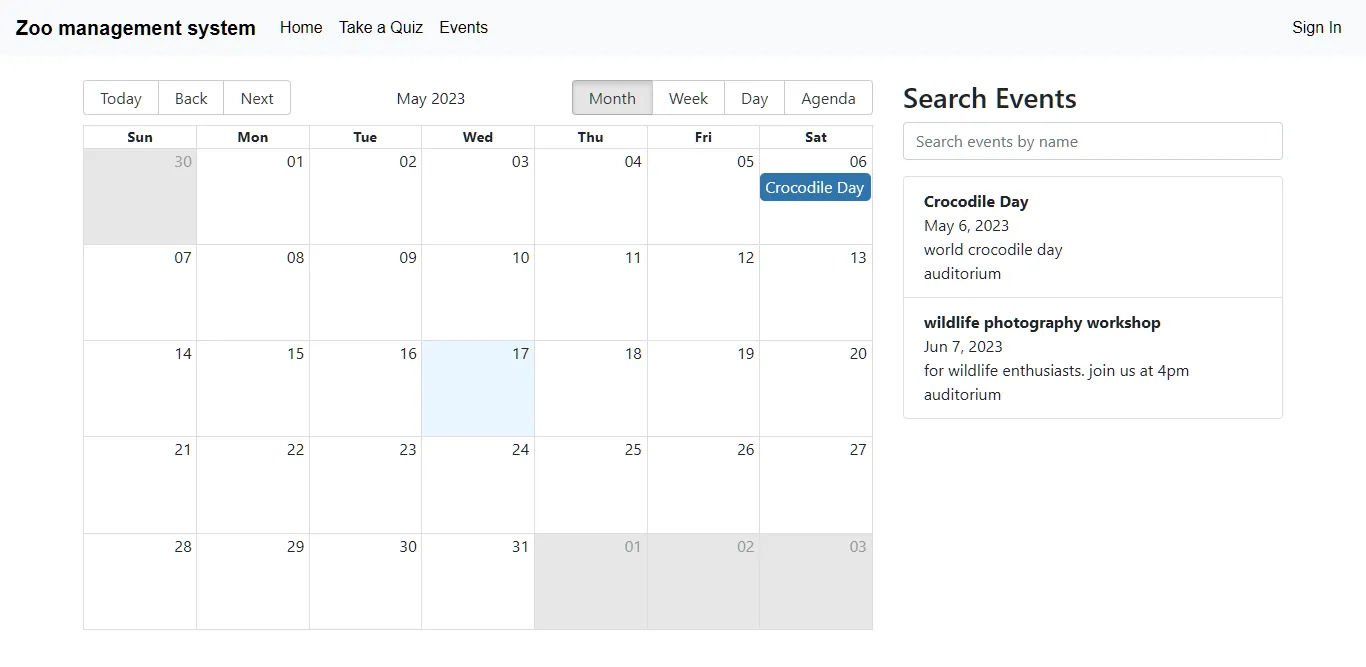 Zoo management system Home Take a Quiz Events Sign In
Today Back Next May 2023 Month Week Day Agenda
Sun Mon Tue Wed Thu Fri Sat
30 01 02 03 04 05 06
Crocodile Day
07 08 09 10 11 12 13
14 15 16 17 18 19 20
21 22 23 24 25 26 27
28 29 30 31 01 02 03
Search Events
Search events by name
Crocodile Day
May 6, 2023
world crocodile day
auditorium
wildlife photography workshop
Jun 7, 2023
for wildlife enthusiasts. join us at 4pm
auditorium